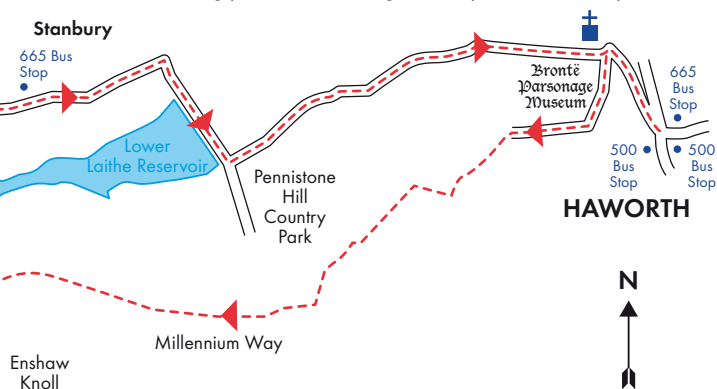 Stanbury
665 Bus
Stop
Lower
Laithe Reservoir
Pennistone
Hill
Country
Park
Brontë
Parsonage
Museum
665
Bus
Stop
500
Bus
Stop
500
Bus
Stop
HAWORTH
N
Millennium Way
Enshaw
Knoll